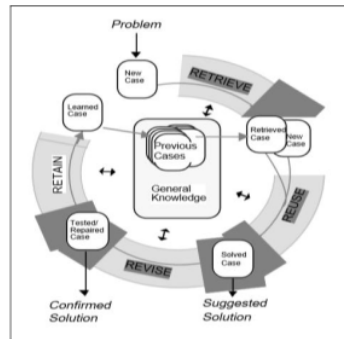 Problem
New
Case
RETRIEVE
Learned
Case
Retrieved
Case
New
Case
Previous
Cases
General
Knowledge
RETAIN
REUSE
Tested/
Repaired
Case
REVISE
Solved
Case
Confirmed
Solution
Suggested
Solution